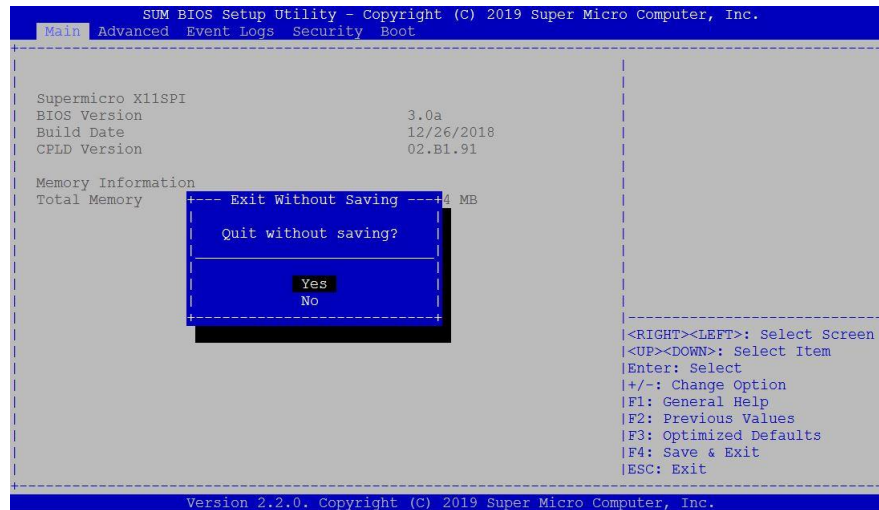 SUM BIOS Setup Utility - Copyright (C) 2019 Super Micro Computer, Inc.
Main Advanced Event Logs Security Boot
Supermicro X11SPI
BIOS Version 3.0a
Build Date 12/26/2018
CPLD Version 02.B1.91
Memory Information
Total Memory 4 MB
+--- Exit Without Saving ---+
Quit without saving?
Yes
No
<RIGHT><LEFT>: Select Screen
<UP><DOWN>: Select Item
Enter: Select
+/-: Change Option
F1: General Help
F2: Previous Values
F3: Optimized Defaults
F4: Save & Exit
ESC: Exit
Version 2.2.0. Copyright (C) 2019 Super Micro Computer, Inc.